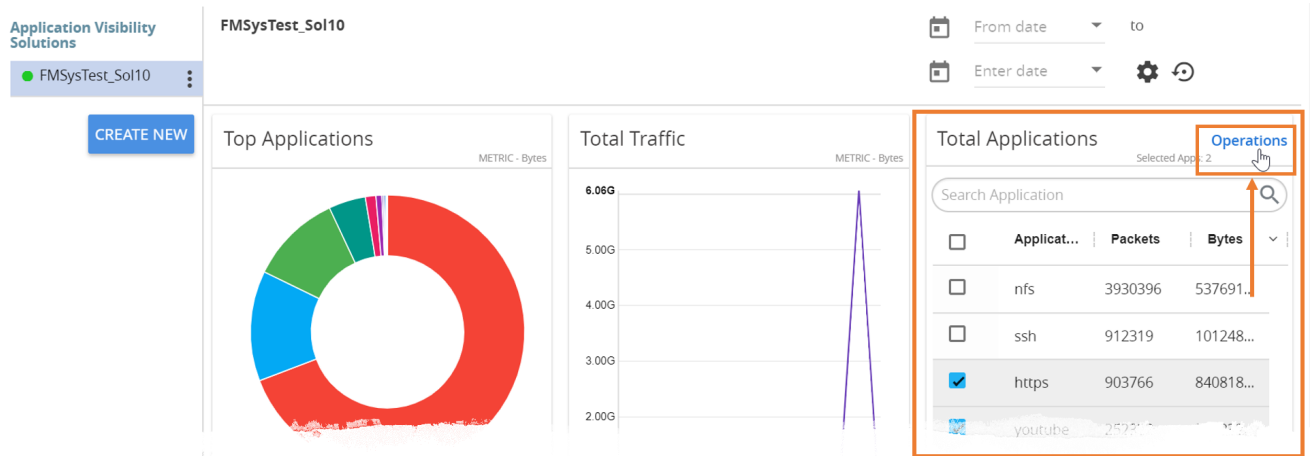 Application Visibility
Solutions
FMSysTest_Sol10
CREATE NEW
FMSysTest_Sol10
From date
to
Enter date
Top Applications
METRIC - Bytes
Total Traffic
METRIC - Bytes
6.06G
5.00G
4.00G
3.00G
2.00G
Total Applications
Operations
Selected Apps: 2
Search Application
Applicat... Packets Bytes
nfs 3930396 537691...
ssh 912319 101248...
https 903766 840818...
youtube